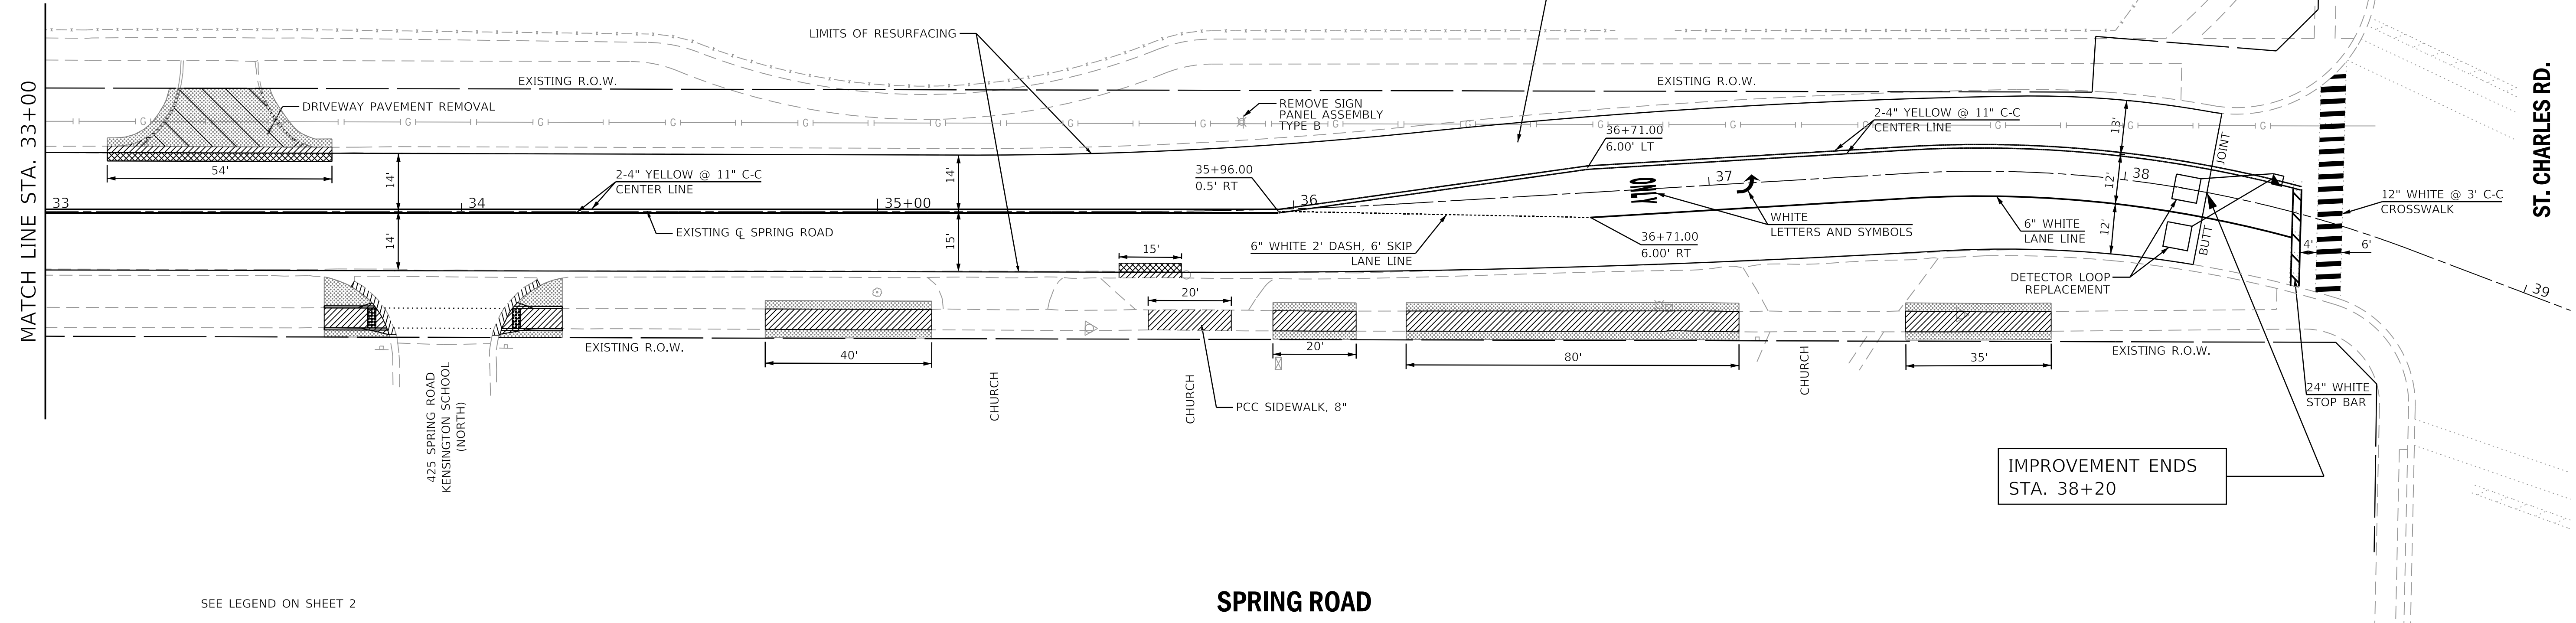 LIMITS OF RESURFACING
EXISTING R.O.W.
EXISTING R.O.W.
DRIVEWAY PAVEMENT REMOVAL
REMOVE SIGN
PANEL ASSEMBLY
TYPE B
2-4" YELLOW @ 11" C-C
CENTER LINE
36+71.00
6.00' LT
G G G G G G G G G G G G G G G G G
13'
JOINT
ST. CHARLES RD.
MATCH LINE STA. 33+00
54'
14'
14'
2-4" YELLOW @ 11" C-C
CENTER LINE
35+96.00
0.5' RT
ONLY
37
12'
38
12" WHITE @ 3' C-C
CROSSWALK
33
34
35+00
36
EXISTING ℄ SPRING ROAD
14'
15'
WHITE
LETTERS AND SYMBOLS
6" WHITE
LANE LINE
12'
BUTT
4'
6'
6" WHITE 2' DASH, 6' SKIP
LANE LINE
36+71.00
6.00' RT
15'
DETECTOR LOOP
REPLACEMENT
39
20'
EXISTING R.O.W.
40'
20'
80'
35'
EXISTING R.O.W.
425 SPRING ROAD
KENSINGTON SCHOOL
(NORTH)
CHURCH
CHURCH
CHURCH
PCC SIDEWALK, 8"
24" WHITE
STOP BAR
IMPROVEMENT ENDS
STA. 38+20
SEE LEGEND ON SHEET 2
SPRING ROAD